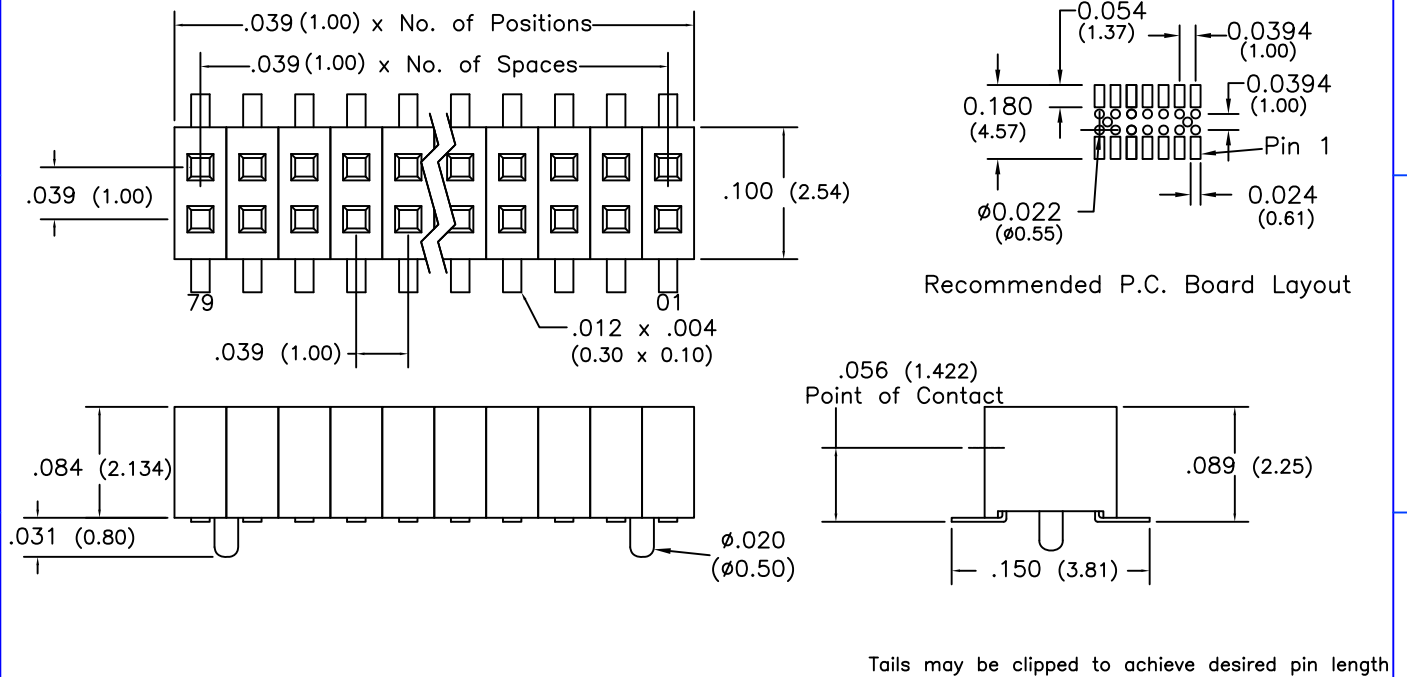 .039 (1.00) x No. of Positions
.039 (1.00) x No. of Spaces
.039 (1.00)
.100 (2.54)
79
01
.039 (1.00)
.012 x .004
(0.30 x 0.10)
0.054
(1.37)
0.0394
(1.00)
0.180
(4.57)
0.0394
(1.00)
Pin 1
0.024
(0.61)
ø0.022
(ø0.55)
Recommended P.C. Board Layout
.084 (2.134)
.031 (0.80)
ø.020
(ø0.50)
.056 (1.422)
Point of Contact
.089 (2.25)
.150 (3.81)
Tails may be clipped to achieve desired pin length